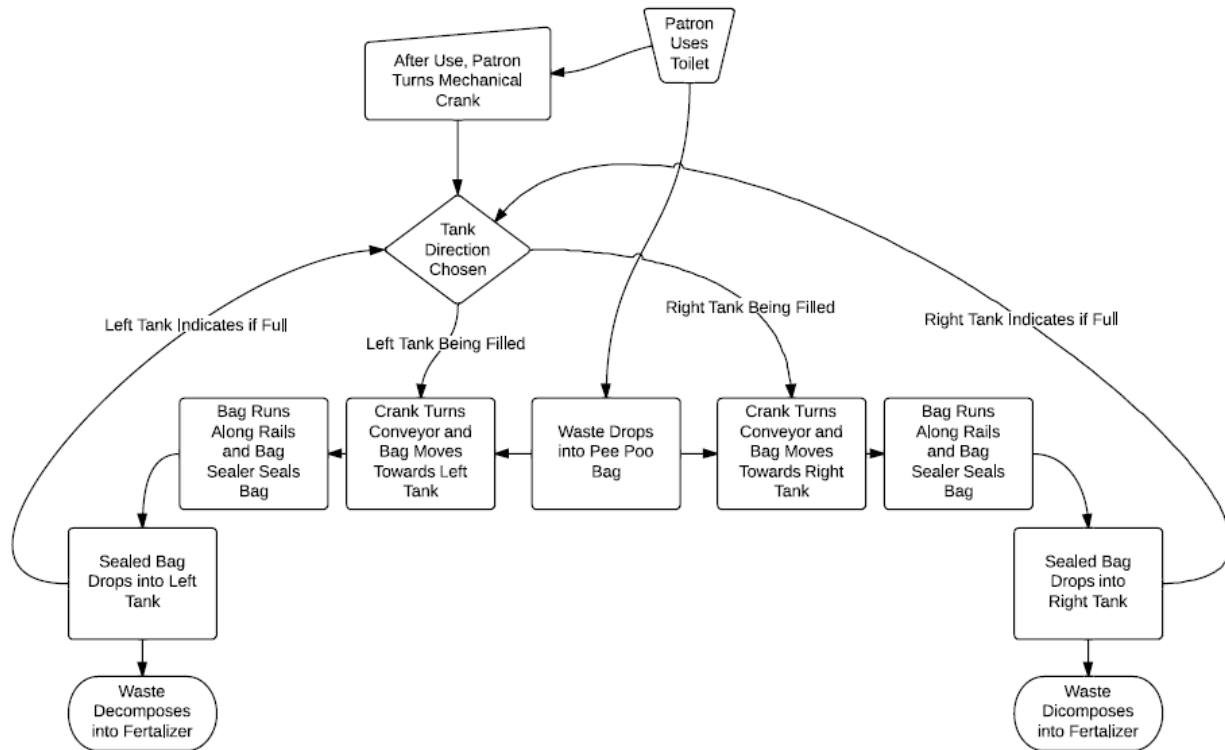 Patron
Uses
Toilet
After Use, Patron
Turns Mechanical
Crank
Tank
Direction
Chosen
Left Tank Indicates if Full
Right Tank Being Filled
Right Tank Indicates if Full
Left Tank Being Filled
Bag Runs
Along Rails
and Bag
Sealer Seals
Bag
Crank Turns
Conveyor and
Bag Moves
Towards Left
Tank
Waste Drops
into Pee Poo
Bag
Crank Turns
Conveyor and
Bag Moves
Towards Right
Tank
Bag Runs
Along Rails
and Bag
Sealer Seals
Bag
Sealed Bag
Drops into Left
Tank
Sealed Bag
Drops into
Right Tank
Waste
Decomposes
into Fertalizer
Waste
Dicomposes
into Fertalizer